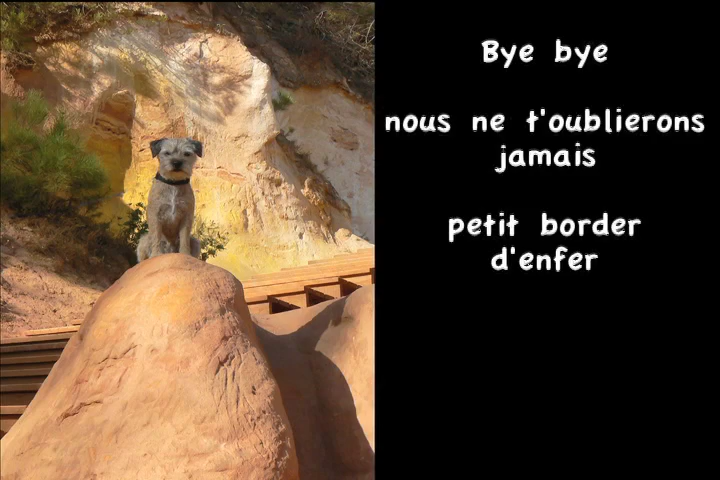 Bye bye
nous ne t'oublierons
jamais
petit border
d'enfer